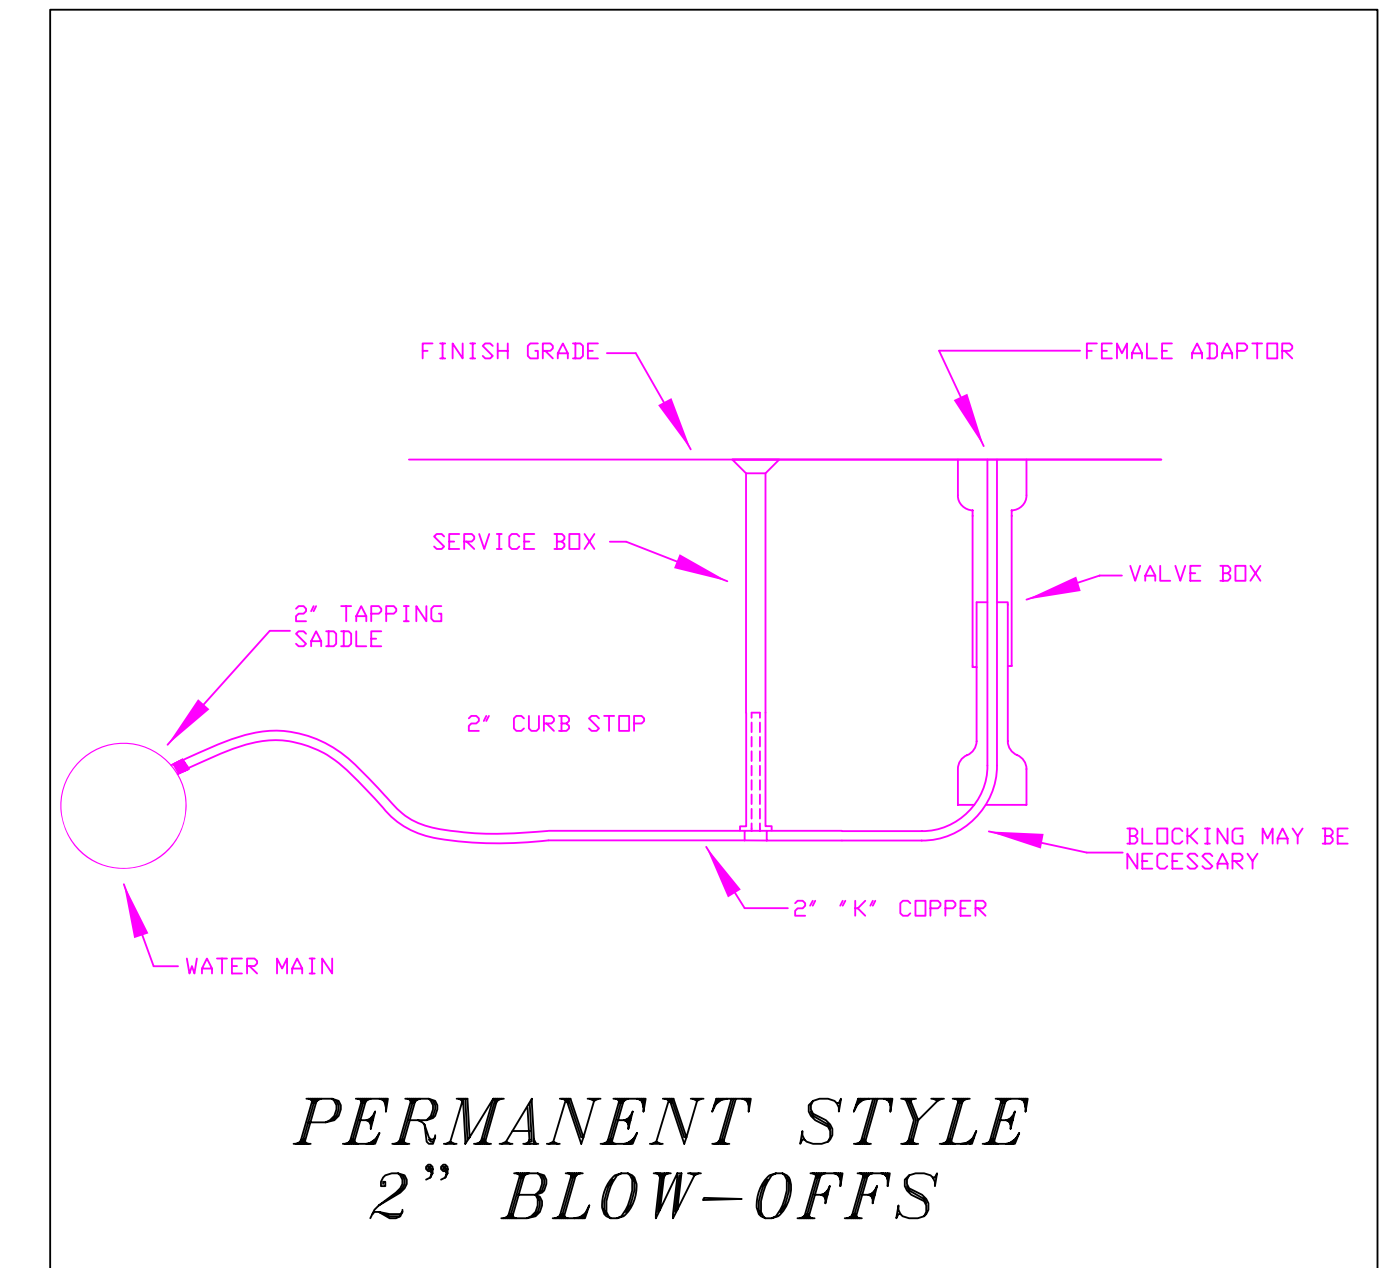 FINISH GRADE
FEMALE ADAPTOR
SERVICE BOX
VALVE BOX
2" TAPPING
SADDLE
2" CURB STOP
BLOCKING MAY BE
NECESSARY
2" "K" COPPER
WATER MAIN
PERMANENT STYLE
2" BLOW-OFFS